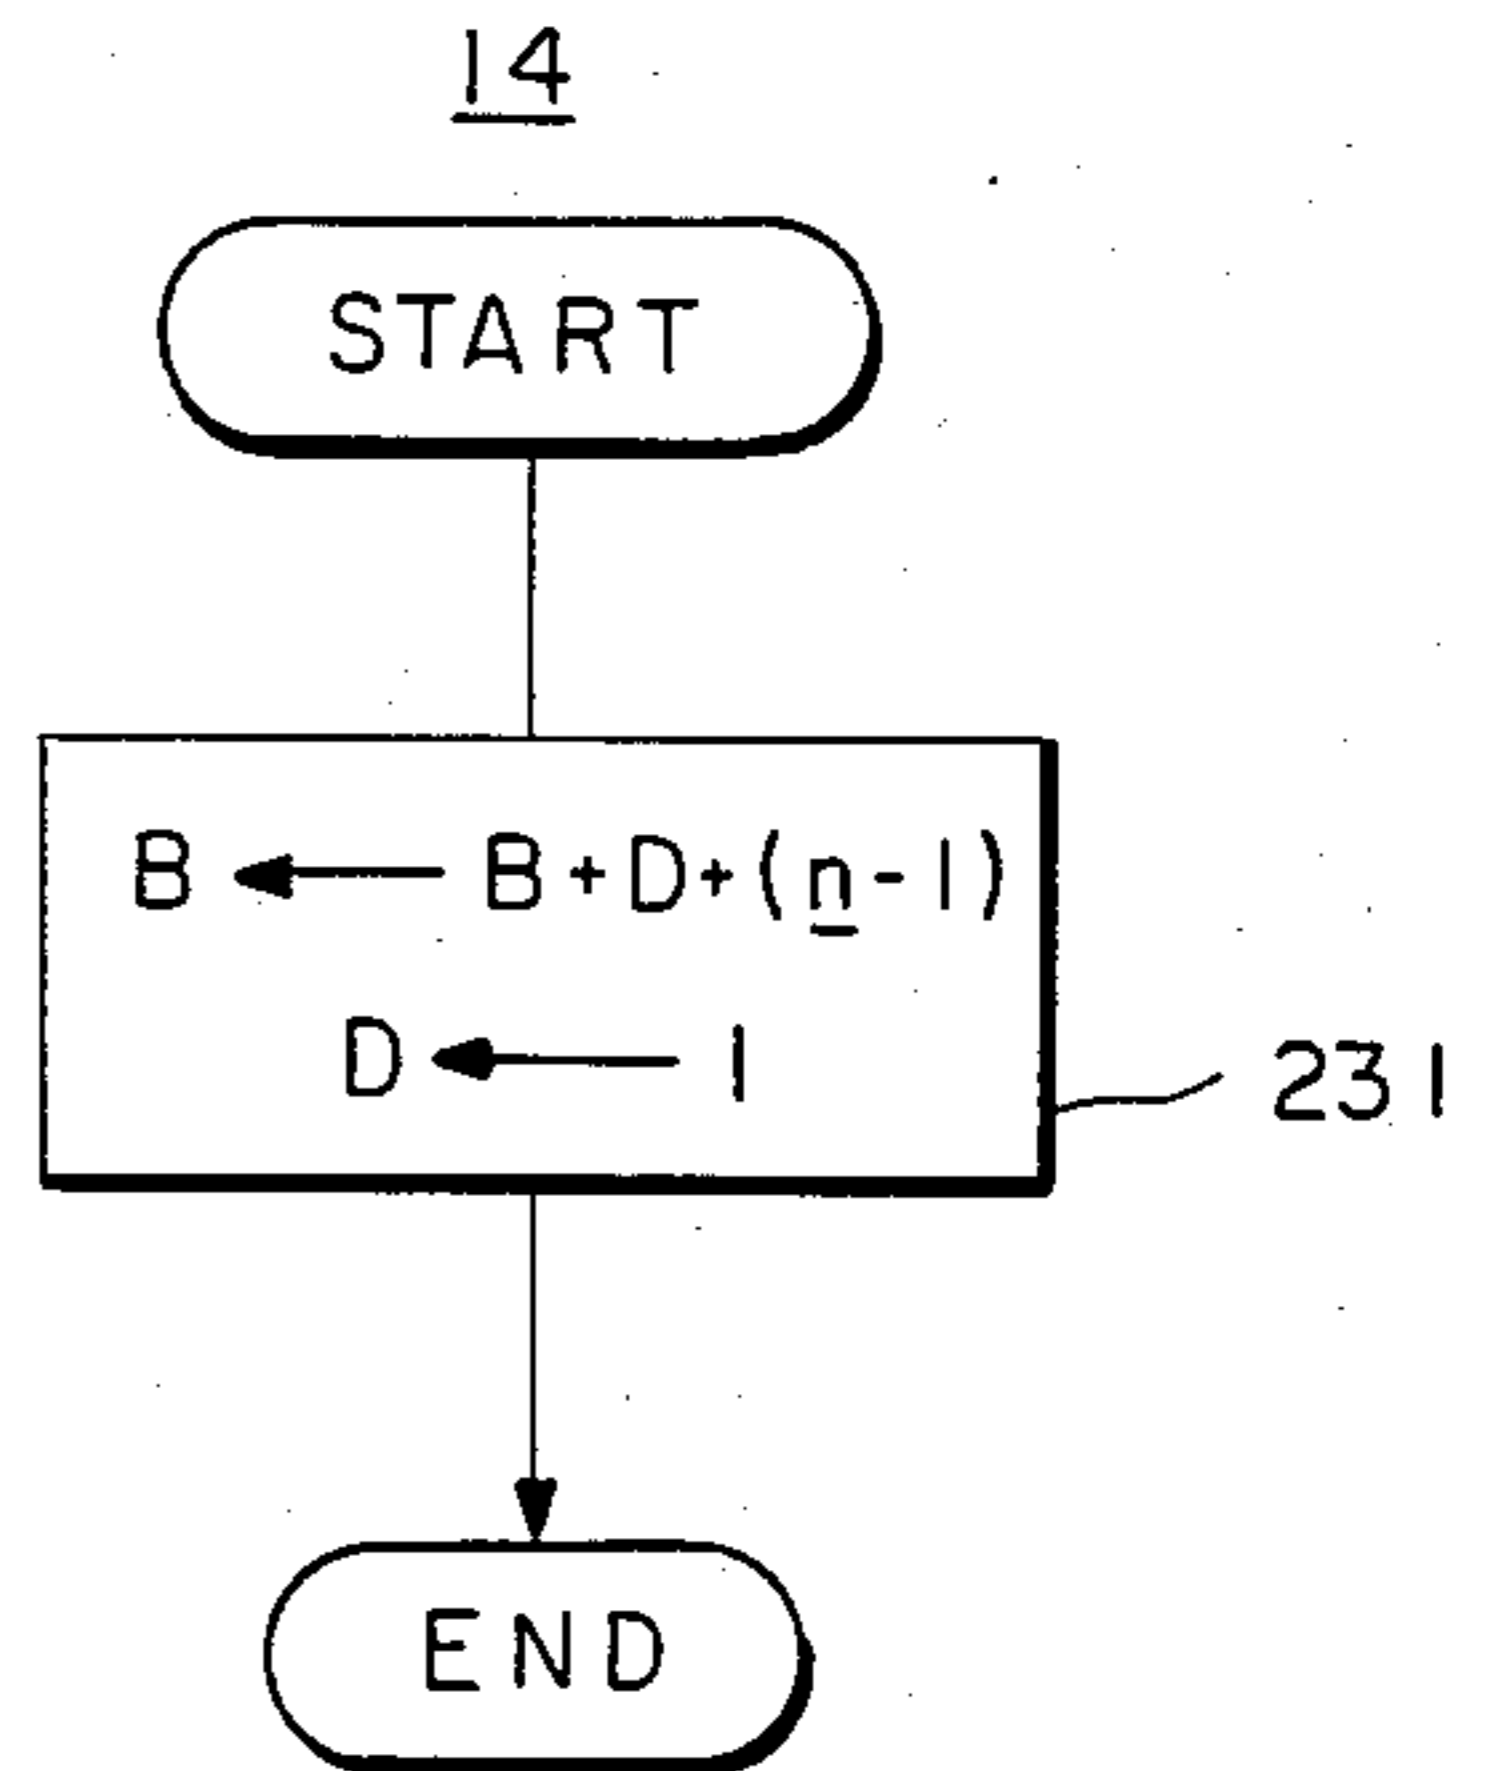 14
START
B ← B + D + (n - 1)
D ← 1
231
END